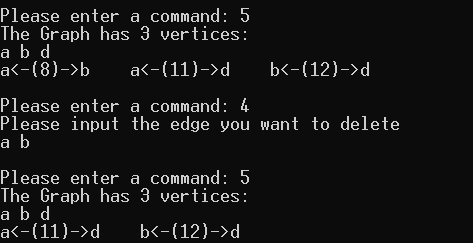 Please enter a command: 5
The Graph has 3 vertices:
a b d
a<-(8)->b    a<-(11)->d    b<-(12)->d
Please enter a command: 4
Please input the edge you want to delete
a b
Please enter a command: 5
The Graph has 3 vertices:
a b d
a<-(11)->d    b<-(12)->d